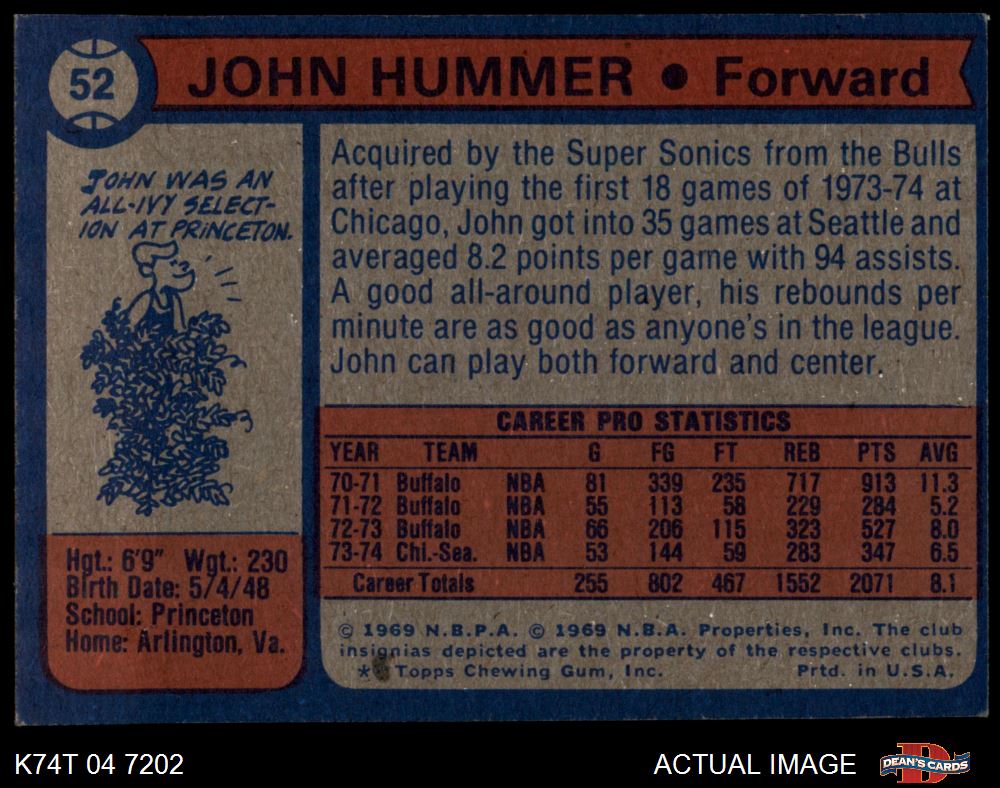 52
JOHN HUMMER • Forward
JOHN WAS AN
ALL-IVY SELECT-
ION AT PRINCETON.
Hgt.: 6'9" Wgt.: 230
Birth Date: 5/4/48
School: Princeton
Home: Arlington, Va.
Acquired by the Super Sonics from the Bulls
after playing the first 18 games of 1973-74 at
Chicago, John got into 35 games at Seattle and
averaged 8.2 points per game with 94 assists.
A good all-around player, his rebounds per
minute are as good as anyone's in the league.
John can play both forward and center.
CAREER PRO STATISTICS
YEAR TEAM G FG FT REB PTS AVG
70-71 Buffalo NBA 81 339 235 717 913 11.3
71-72 Buffalo NBA 55 113 58 229 284 5.2
72-73 Buffalo NBA 66 206 115 323 527 8.0
73-74 Chi.-Sea. NBA 53 144 59 283 347 6.5
Career Totals 255 802 467 1552 2071 8.1
© 1969 N.B.P.A. © 1969 N.B.A. Properties, Inc. The club
insignias depicted are the property of the respective clubs.
* Topps Chewing Gum, Inc. Prtd. in U.S.A.
K74T 04 7202
ACTUAL IMAGE
D
DEAN'S CARDS